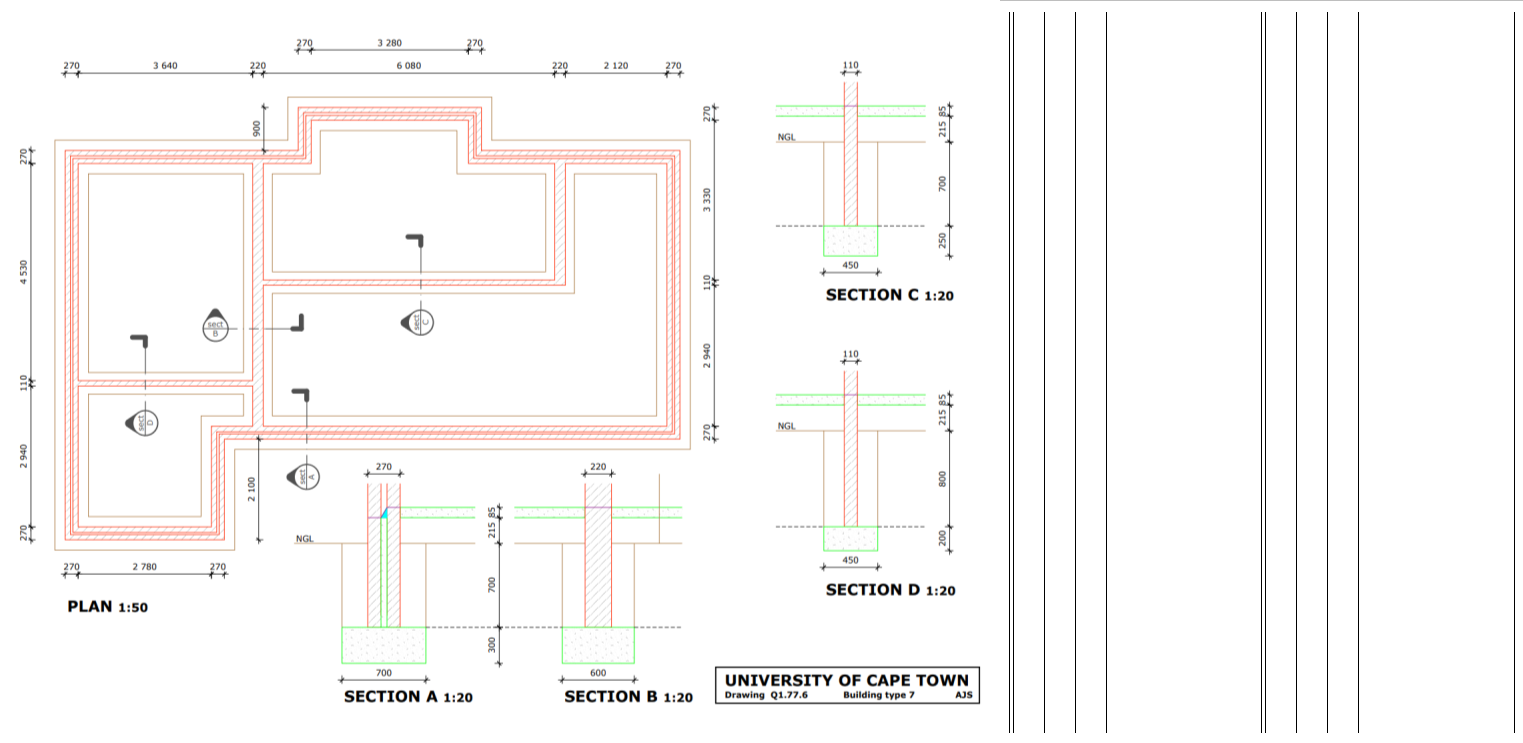 270 3 280 270
270 3 640 220 6 080 220 2 120 270
900
270
4 530
110
2 940
270
270
3 330
110
2 940
270
sect B
sect C
sect D
sect A
2 100
270 2 780 270
PLAN 1:50
270
85
215
NGL
700
300
700
SECTION A 1:20
220
600
SECTION B 1:20
110
85
215
NGL
700
250
450
SECTION C 1:20
110
85
215
NGL
800
200
450
SECTION D 1:20
UNIVERSITY OF CAPE TOWN
Drawing Q1.77.6 Building type 7 AJS